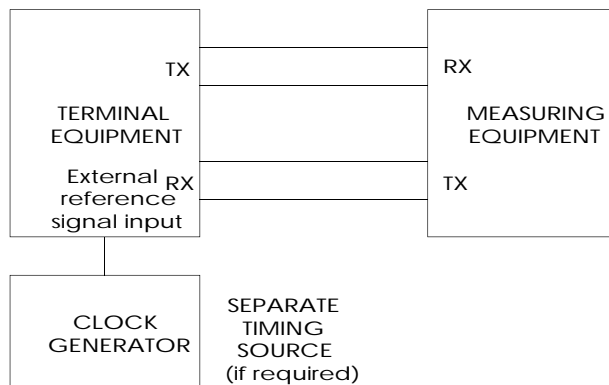 TX
TERMINAL
EQUIPMENT
External
reference
signal input
RX
RX
MEASURING
EQUIPMENT
TX
CLOCK
GENERATOR
SEPARATE
TIMING
SOURCE
(if required)